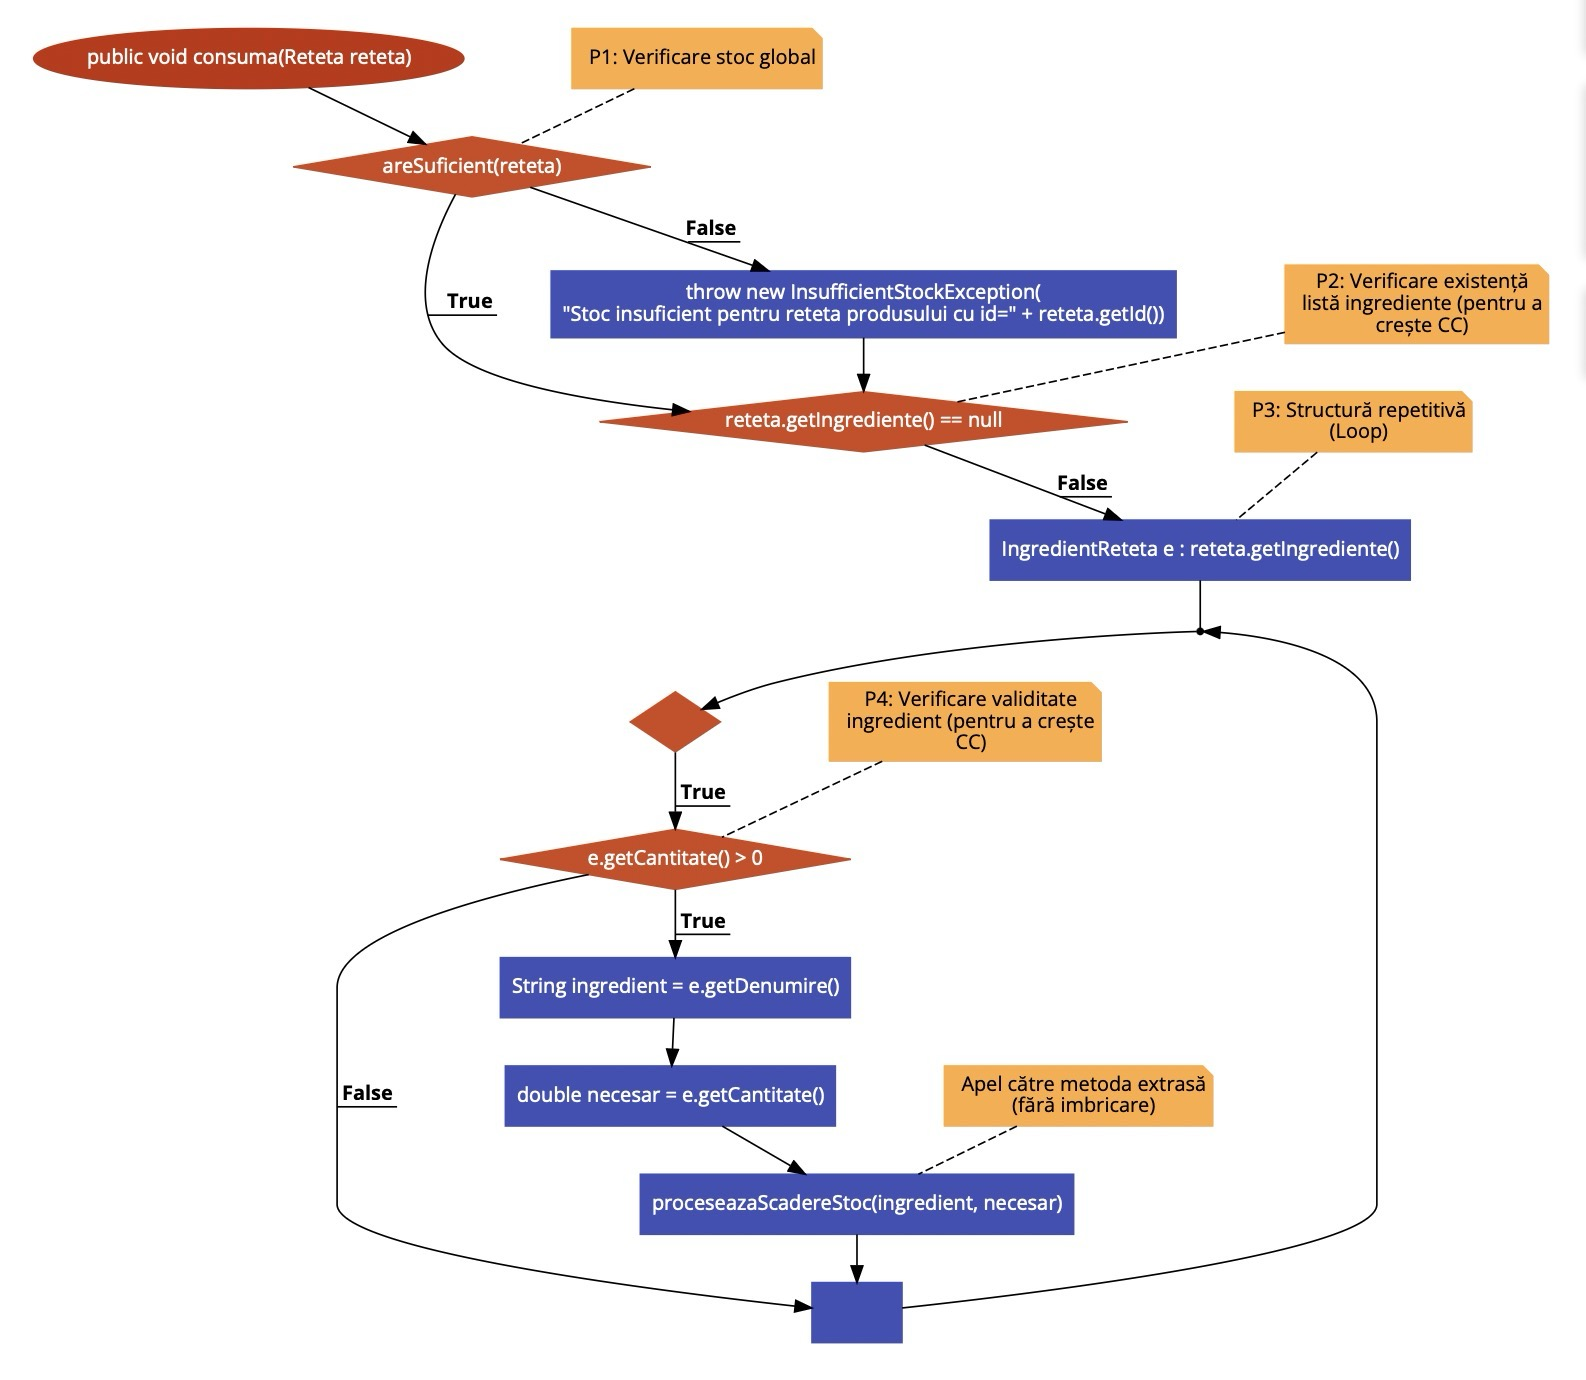 public void consuma(Reteta reteta)
P1: Verificare stoc global
areSuficient(reteta)
False
True
throw new InsufficientStockException(
"Stoc insuficient pentru reteta produsului cu id=" + reteta.getId())
P2: Verificare existență
listă ingrediente (pentru a
crește CC)
reteta.getIngrediente() == null
P3: Structură repetitivă
(Loop)
False
IngredientReteta e : reteta.getIngrediente()
P4: Verificare validitate
ingredient (pentru a crește
CC)
True
e.getCantitate() > 0
True
String ingredient = e.getDenumire()
False
double necesar = e.getCantitate()
Apel către metoda extrasă
(fără imbricare)
proceseazaScadereStoc(ingredient, necesar)